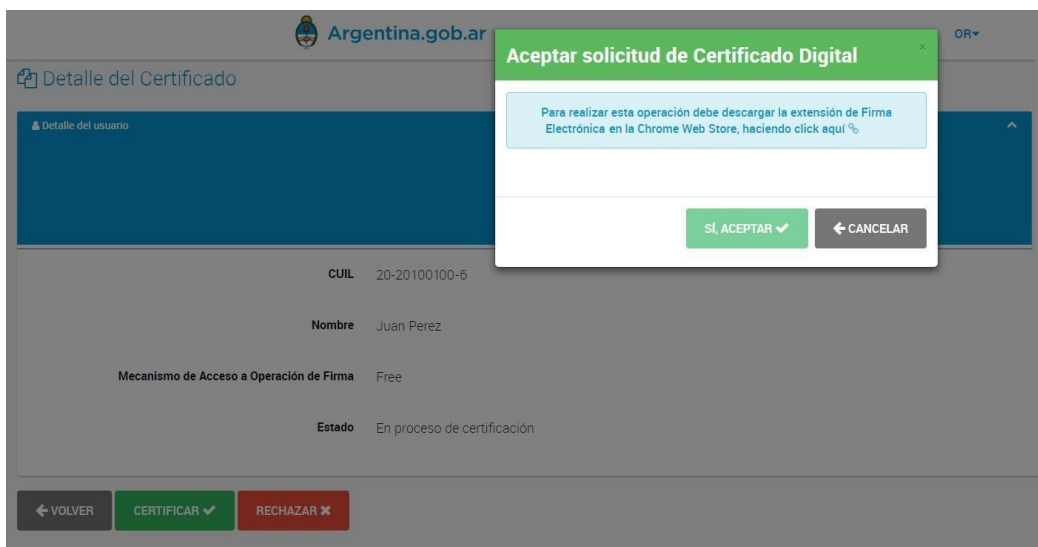 Argentina.gob.ar
OR
Detalle del Certificado
Detalle del usuario
Aceptar solicitud de Certificado Digital
×
Para realizar esta operación debe descargar la extensión de Firma
Electrónica en la Chrome Web Store, haciendo click aquí
SÍ, ACEPTAR
CANCELAR
CUIL 20-20100100-6
Nombre Juan Perez
Mecanismo de Acceso a Operación de Firma Free
Estado En proceso de certificación
VOLVER CERTIFICAR RECHAZAR